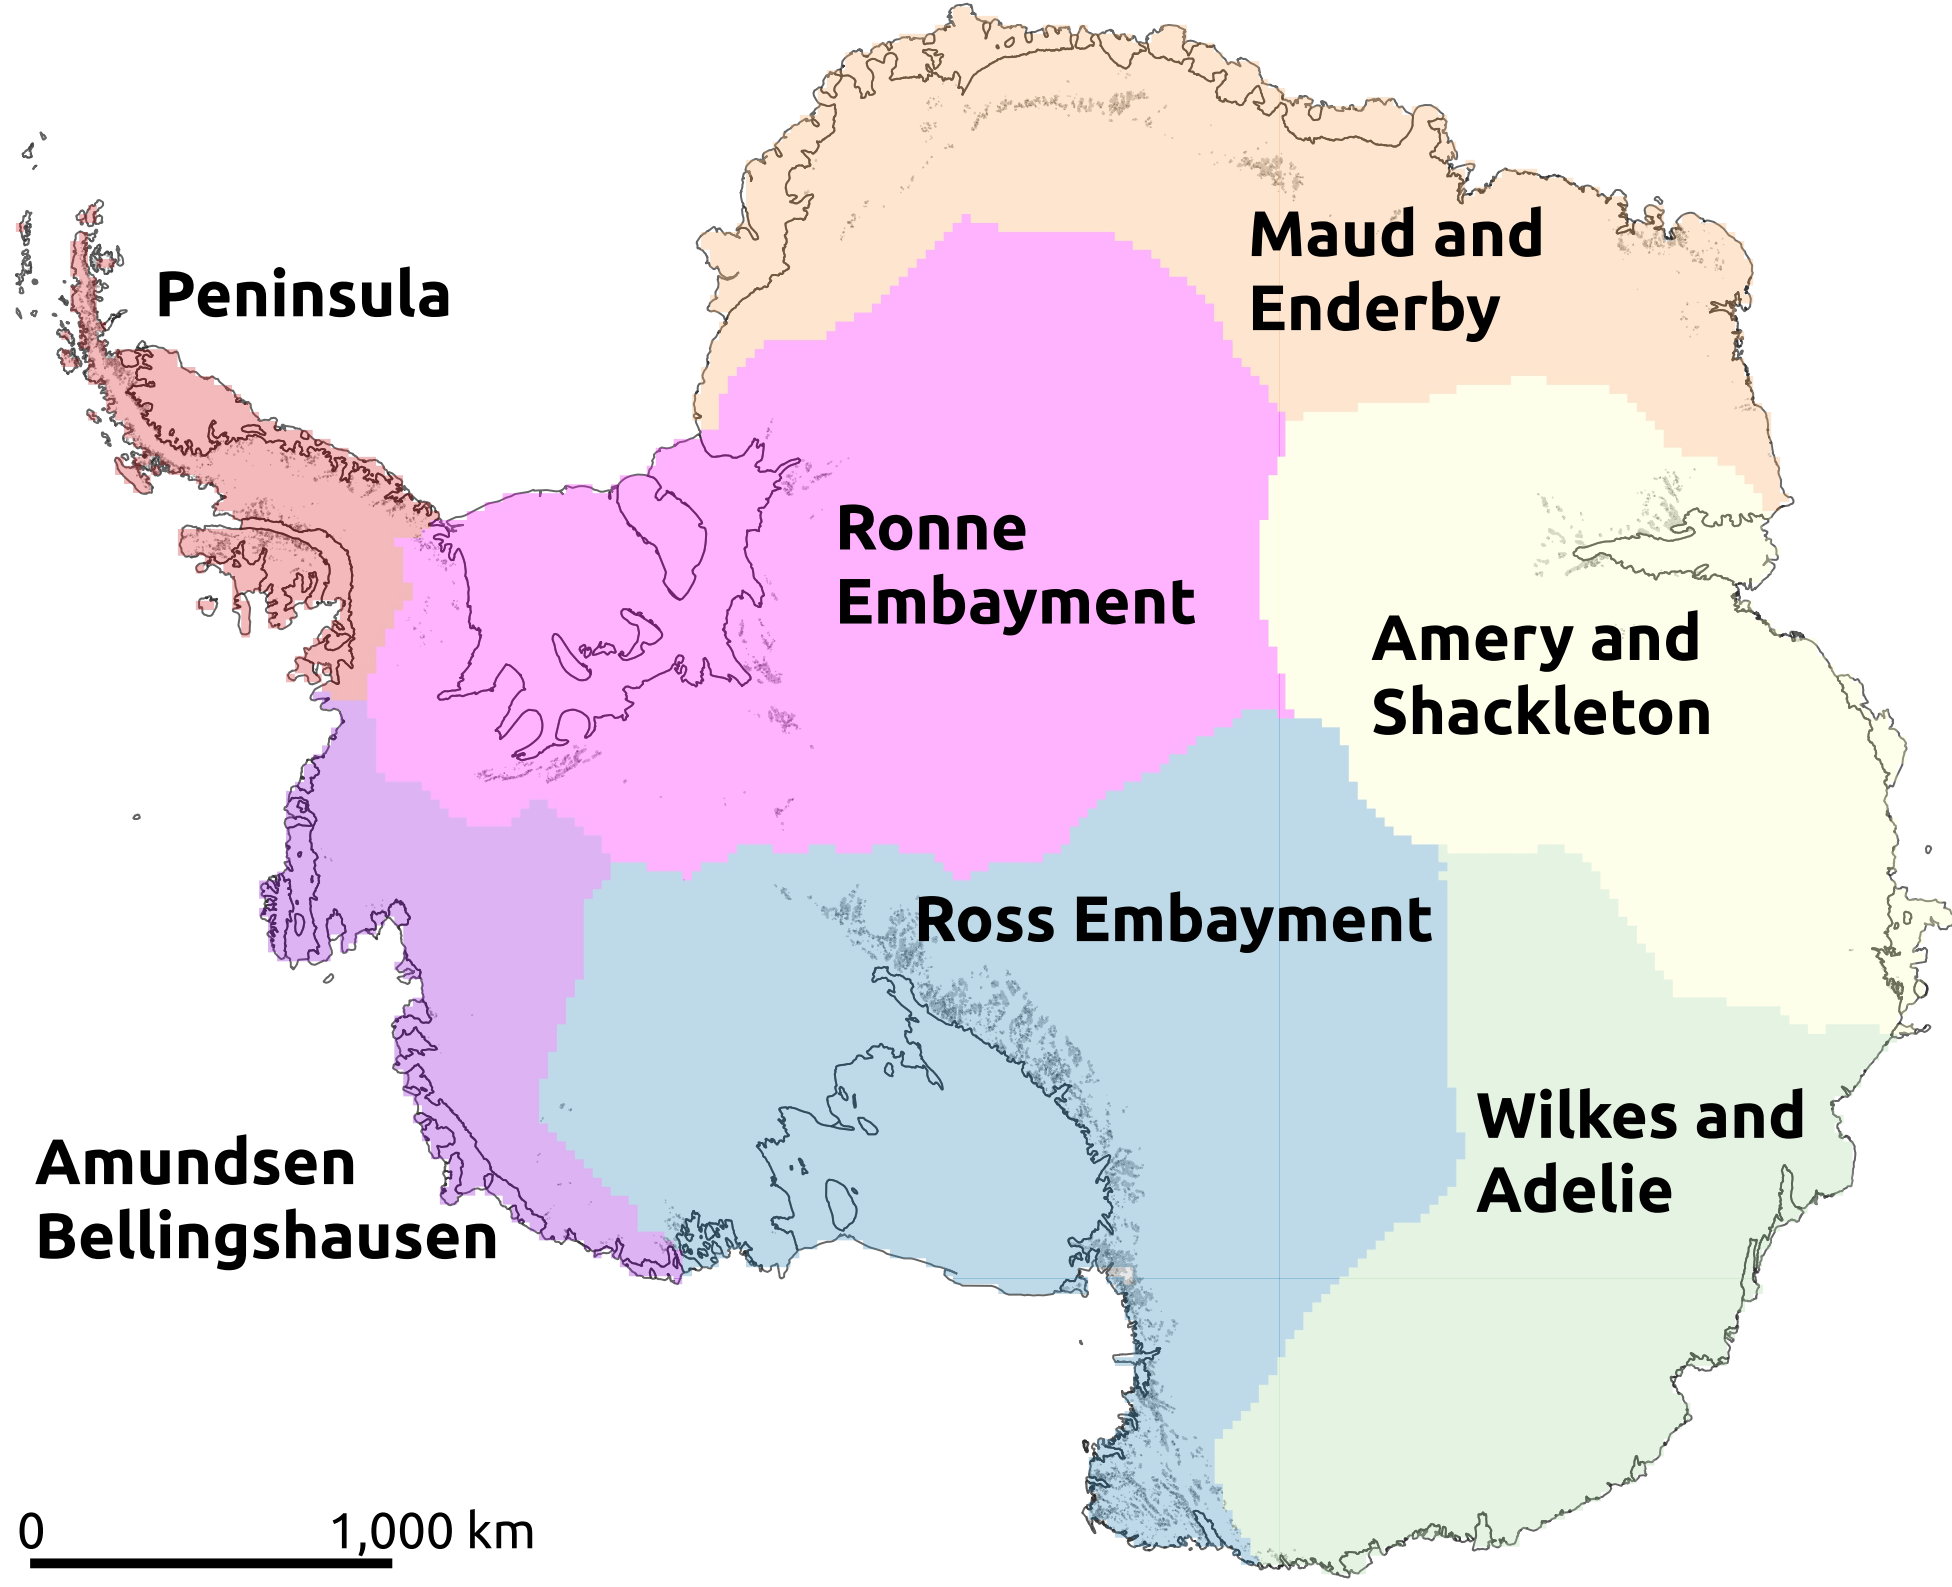 Maud and
Enderby
Peninsula
Ronne
Embayment
Amery and
Shackleton
Ross Embayment
Wilkes and
Adelie
Amundsen
Bellingshausen
0 1,000 km